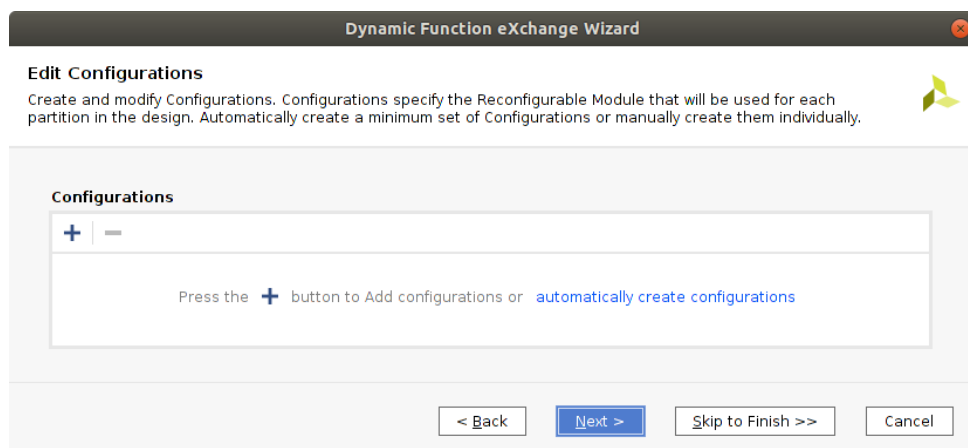 Dynamic Function eXchange Wizard
Edit Configurations
Create and modify Configurations. Configurations specify the Reconfigurable Module that will be used for each
partition in the design. Automatically create a minimum set of Configurations or manually create them individually.
Configurations
Press the + button to Add configurations or automatically create configurations
< Back Next > Skip to Finish >> Cancel